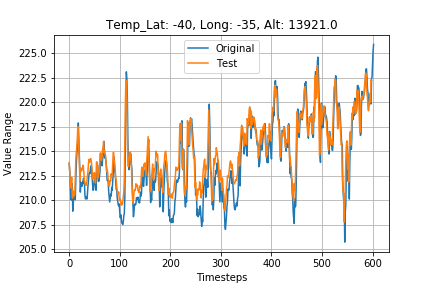 Temp_Lat: -40, Long: -35, Alt: 13921.0
Original
Test
Value Range
225.0
222.5
220.0
217.5
215.0
212.5
210.0
207.5
205.0
0 100 200 300 400 500 600
Timesteps